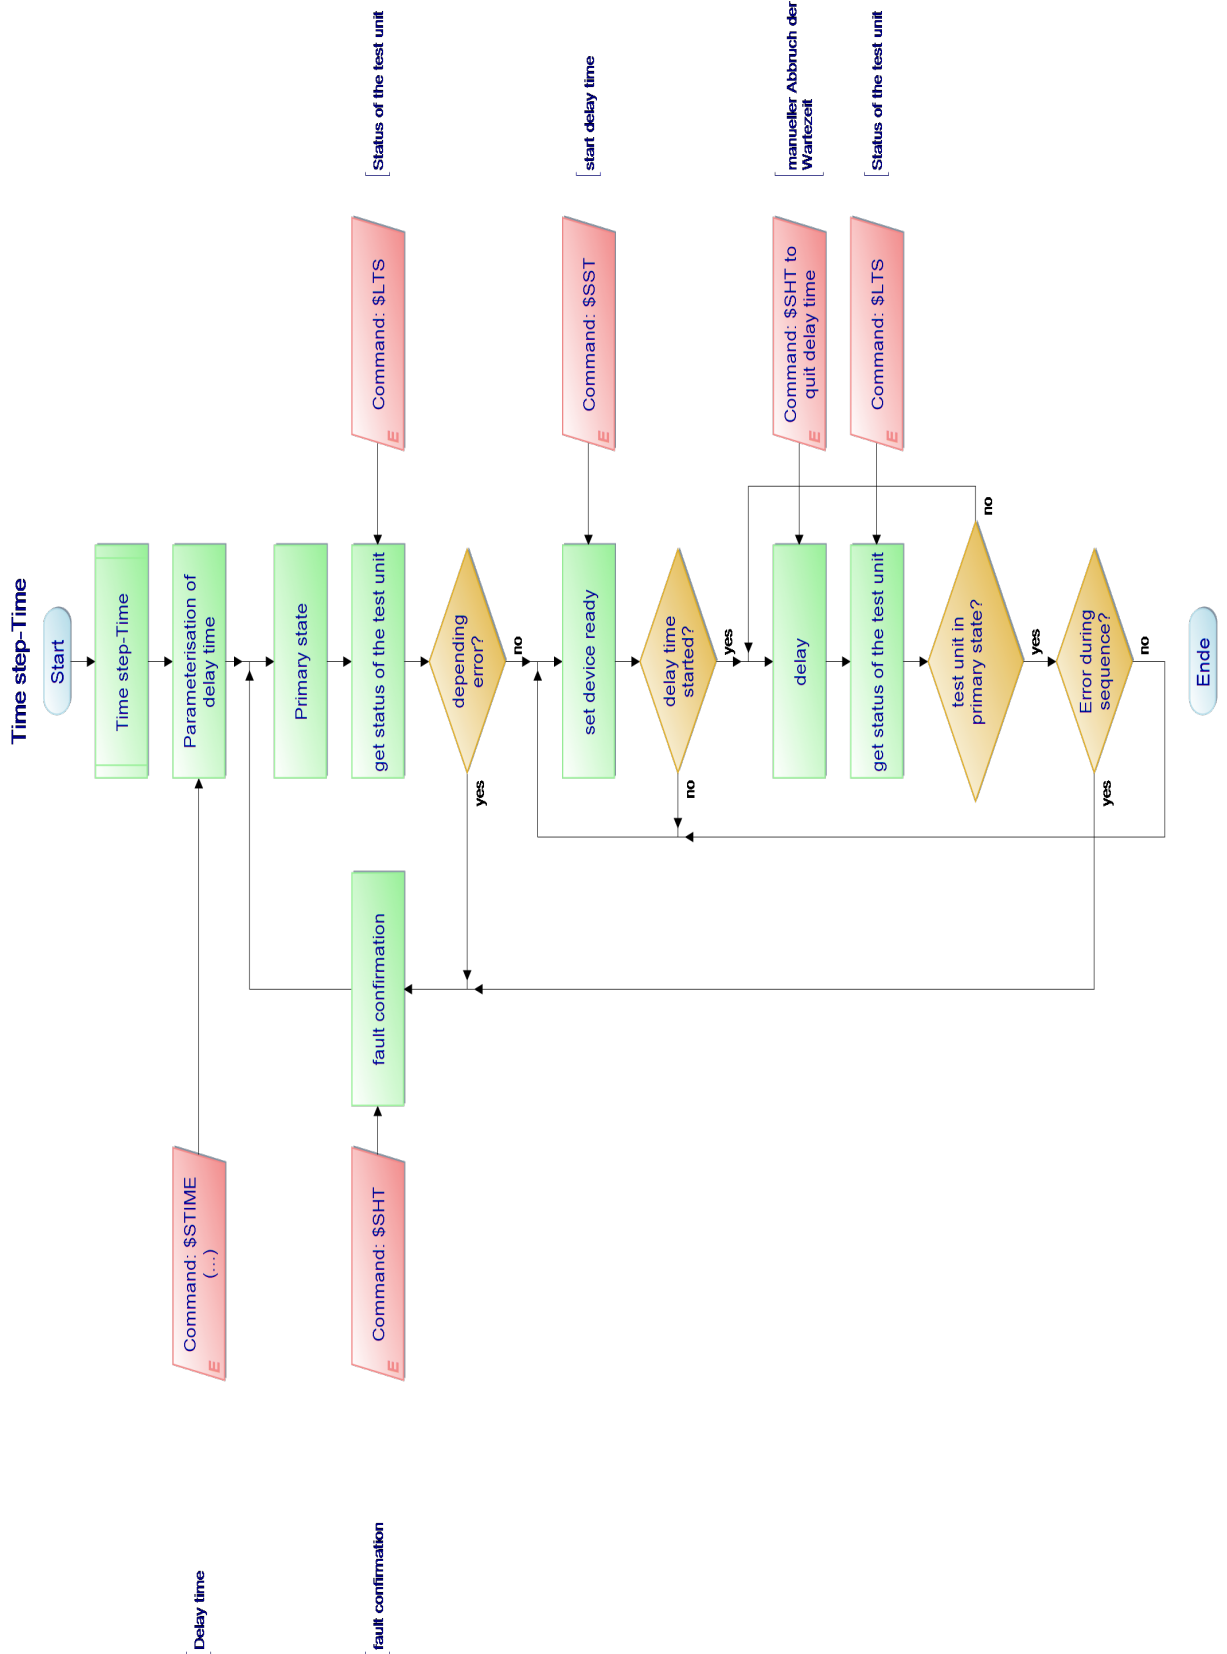 Time step-Time
Start
Time step-Time
Delay time
Command: $STIME
(...)
E
Parameterisation of
delay time
Primary state
fault confirmation
Command: $SHT
E
fault confirmation
get status of the test unit
Command: $LTS
E
Status of the test unit
depending
error?
yes
no
set device ready
Command: $SST
E
start delay time
delay time
started?
no
yes
delay
Command: $SHT to
quit delay time
E
manueller Abbruch der
Wartezeit
get status of the test unit
Command: $LTS
E
Status of the test unit
test unit in
primary state?
no
yes
Error during
sequence?
yes
no
Ende